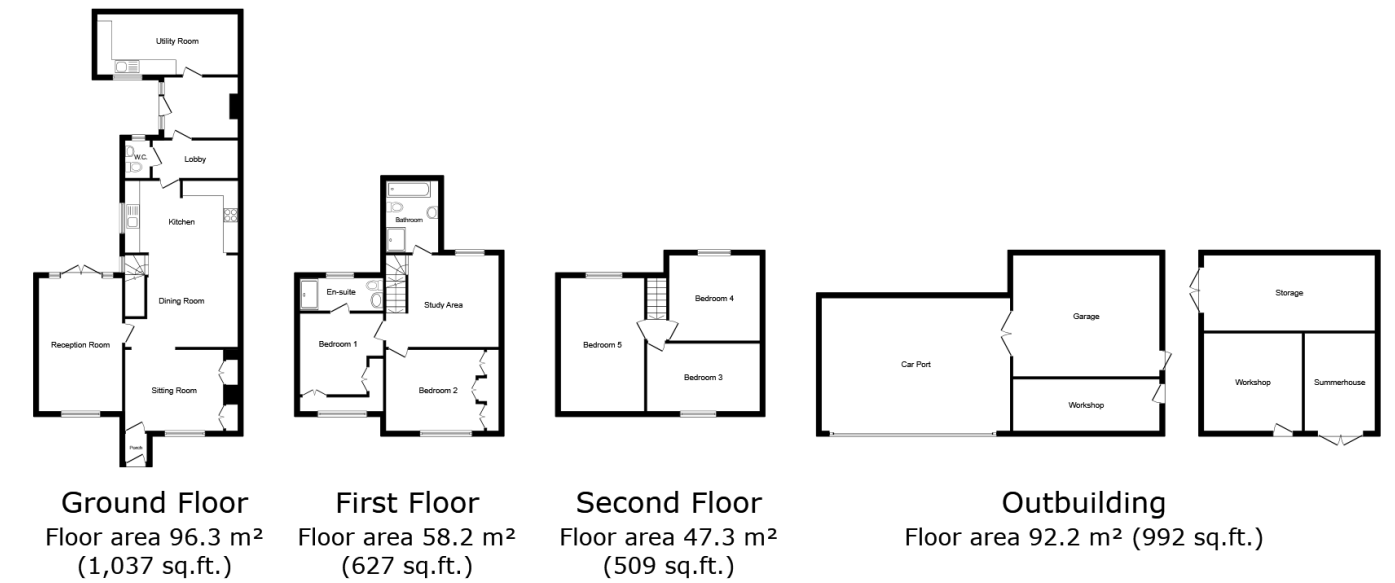 Utility Room
W.C.
Lobby
Kitchen
Dining Room
Reception Room
Sitting Room
Porch
Bathroom
En-suite
Study Area
Bedroom 1
Bedroom 2
Bedroom 4
Bedroom 5
Bedroom 3
Car Port
Garage
Workshop
Storage
Workshop
Summerhouse
Ground Floor
Floor area 96.3 m²
(1,037 sq.ft.)
First Floor
Floor area 58.2 m²
(627 sq.ft.)
Second Floor
Floor area 47.3 m²
(509 sq.ft.)
Outbuilding
Floor area 92.2 m² (992 sq.ft.)